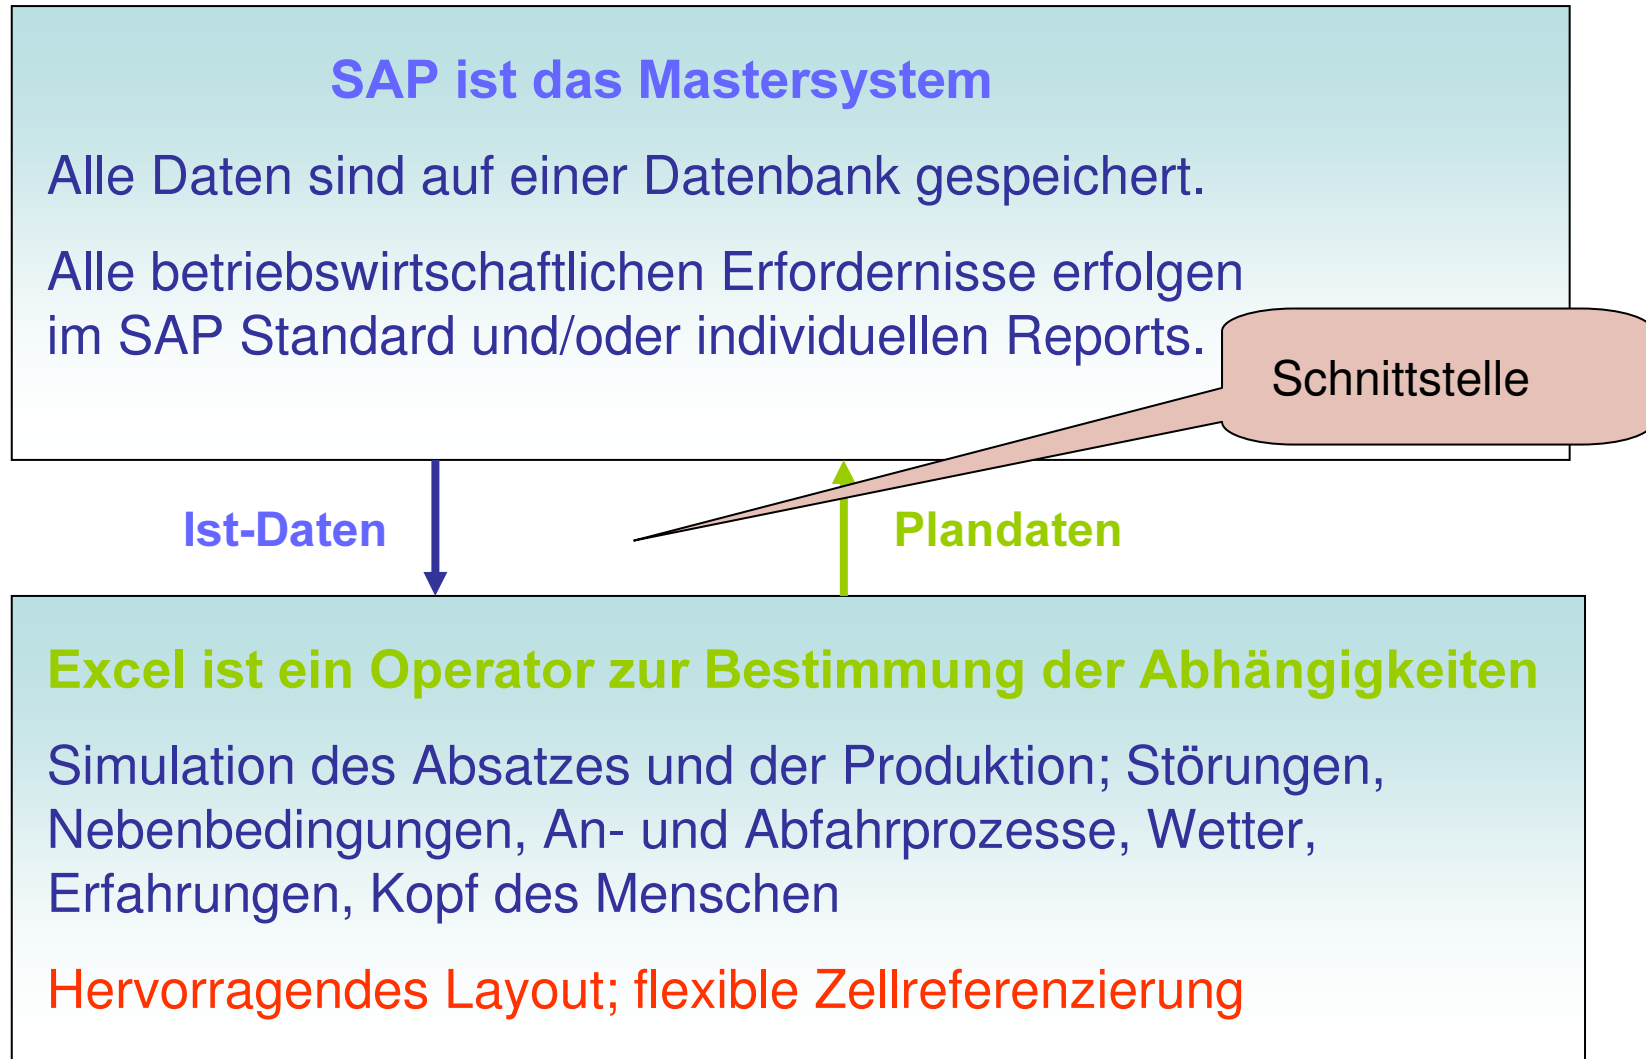 SAP ist das Mastersystem
Alle Daten sind auf einer Datenbank gespeichert.
Alle betriebswirtschaftlichen Erfordernisse erfolgen
im SAP Standard und/oder individuellen Reports.
Schnittstelle
Ist-Daten
Plandaten
Excel ist ein Operator zur Bestimmung der Abhängigkeiten
Simulation des Absatzes und der Produktion; Störungen,
Nebenbedingungen, An- und Abfahrprozesse, Wetter,
Erfahrungen, Kopf des Menschen
Hervorragendes Layout; flexible Zellreferenzierung